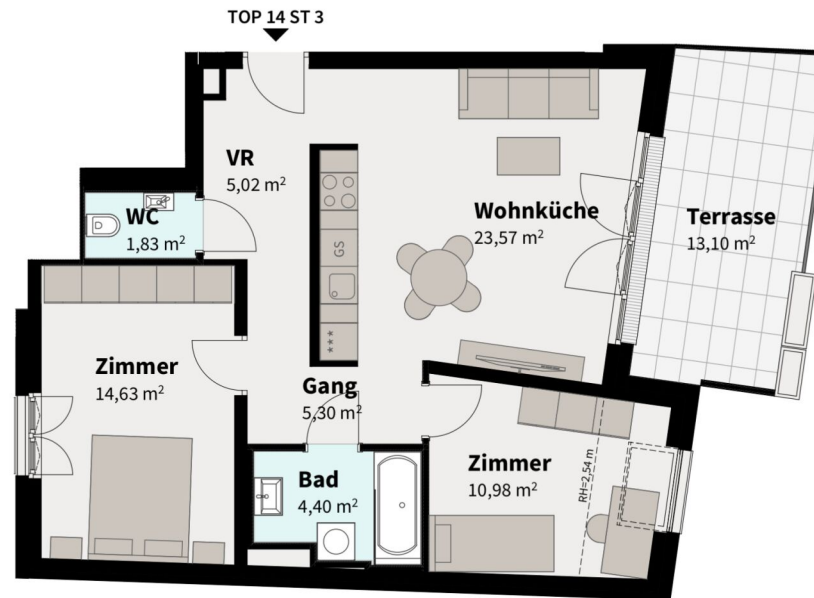 TOP 14 ST 3
VR
5,02 m²
WC
1,83 m²
GS
Wohnküche
23,57 m²
Terrasse
13,10 m²
***
Zimmer
14,63 m²
Gang
5,30 m²
Bad
4,40 m²
Zimmer
10,98 m²
RH=2,54 m